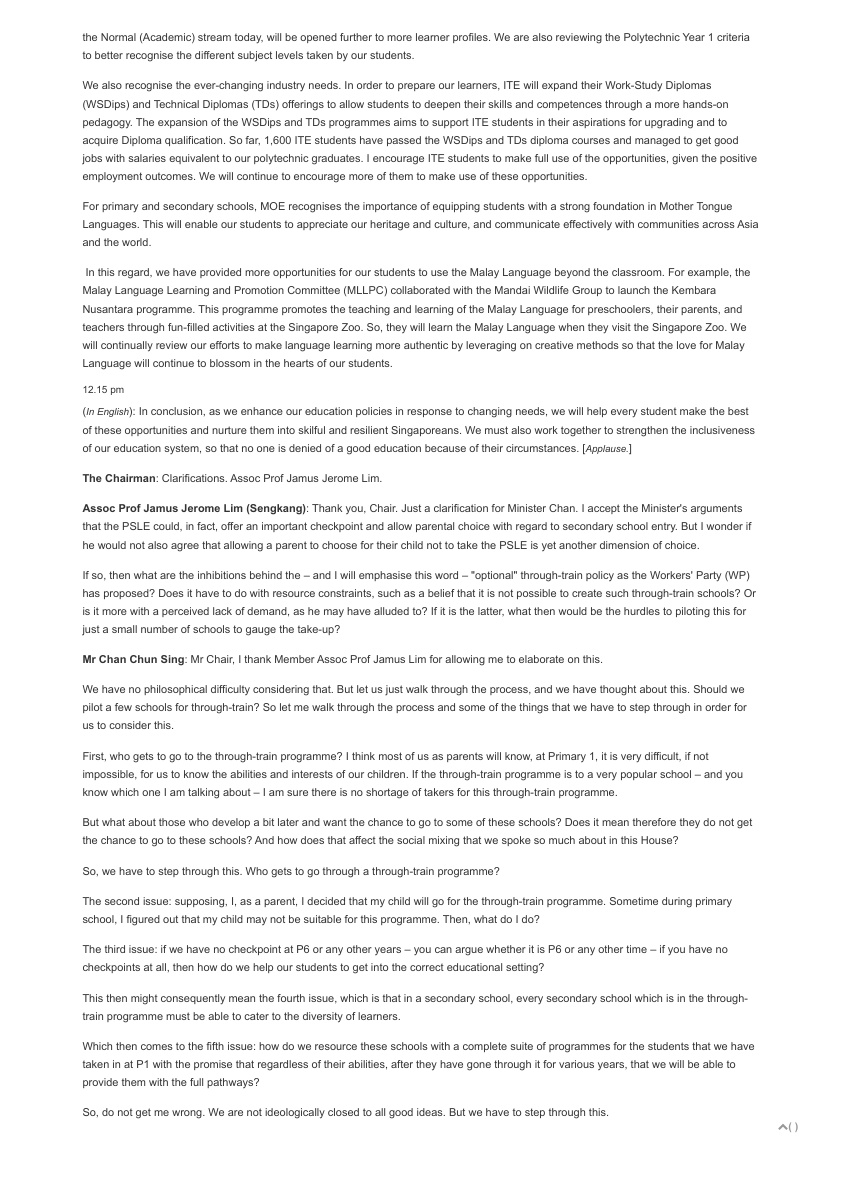 the Normal (Academic) stream today, will be opened further to more learner profiles. We are also reviewing the Polytechnic Year 1 criteria
to better recognise the different subject levels taken by our students.
We also recognise the ever-changing industry needs. In order to prepare our learners, ITE will expand their Work-Study Diplomas
(WSDips) and Technical Diplomas (TDs) offerings to allow students to deepen their skills and competences through a more hands-on
pedagogy. The expansion of the WSDips and TDs programmes aims to support ITE students in their aspirations for upgrading and to
acquire Diploma qualification. So far, 1,600 ITE students have passed the WSDips and TDs diploma courses and managed to get good
jobs with salaries equivalent to our polytechnic graduates. I encourage ITE students to make full use of the opportunities, given the positive
employment outcomes. We will continue to encourage more of them to make use of these opportunities.
For primary and secondary schools, MOE recognises the importance of equipping students with a strong foundation in Mother Tongue
Languages. This will enable our students to appreciate our heritage and culture, and communicate effectively with communities across Asia
and the world.
In this regard, we have provided more opportunities for our students to use the Malay Language beyond the classroom. For example, the
Malay Language Learning and Promotion Committee (MLLPC) collaborated with the Mandai Wildlife Group to launch the Kembara
Nusantara programme. This programme promotes the teaching and learning of the Malay Language for preschoolers, their parents, and
teachers through fun-filled activities at the Singapore Zoo. So, they will learn the Malay Language when they visit the Singapore Zoo. We
will continually review our efforts to make language learning more authentic by leveraging on creative methods so that the love for Malay
Language will continue to blossom in the hearts of our students.
12.15 pm
(In English): In conclusion, as we enhance our education policies in response to changing needs, we will help every student make the best
of these opportunities and nurture them into skilful and resilient Singaporeans. We must also work together to strengthen the inclusiveness
of our education system, so that no one is denied of a good education because of their circumstances. [Applause.]
The Chairman: Clarifications. Assoc Prof Jamus Jerome Lim.
Assoc Prof Jamus Jerome Lim (Sengkang): Thank you, Chair. Just a clarification for Minister Chan. I accept the Minister's arguments
that the PSLE could, in fact, offer an important checkpoint and allow parental choice with regard to secondary school entry. But I wonder if
he would not also agree that allowing a parent to choose for their child not to take the PSLE is yet another dimension of choice.
If so, then what are the inhibitions behind the – and I will emphasise this word – "optional" through-train policy as the Workers' Party (WP)
has proposed? Does it have to do with resource constraints, such as a belief that it is not possible to create such through-train schools? Or
is it more with a perceived lack of demand, as he may have alluded to? If it is the latter, what then would be the hurdles to piloting this for
just a small number of schools to gauge the take-up?
Mr Chan Chun Sing: Mr Chair, I thank Member Assoc Prof Jamus Lim for allowing me to elaborate on this.
We have no philosophical difficulty considering that. But let us just walk through the process, and we have thought about this. Should we
pilot a few schools for through-train? So let me walk through the process and some of the things that we have to step through in order for
us to consider this.
First, who gets to go to the through-train programme? I think most of us as parents will know, at Primary 1, it is very difficult, if not
impossible, for us to know the abilities and interests of our children. If the through-train programme is to a very popular school – and you
know which one I am talking about – I am sure there is no shortage of takers for this through-train programme.
But what about those who develop a bit later and want the chance to go to some of these schools? Does it mean therefore they do not get
the chance to go to these schools? And how does that affect the social mixing that we spoke so much about in this House?
So, we have to step through this. Who gets to go through a through-train programme?
The second issue: supposing, I, as a parent, I decided that my child will go for the through-train programme. Sometime during primary
school, I figured out that my child may not be suitable for this programme. Then, what do I do?
The third issue: if we have no checkpoint at P6 or any other years – you can argue whether it is P6 or any other time – if you have no
checkpoints at all, then how do we help our students to get into the correct educational setting?
This then might consequently mean the fourth issue, which is that in a secondary school, every secondary school which is in the through-
train programme must be able to cater to the diversity of learners.
Which then comes to the fifth issue: how do we resource these schools with a complete suite of programmes for the students that we have
taken in at P1 with the promise that regardless of their abilities, after they have gone through it for various years, that we will be able to
provide them with the full pathways?
So, do not get me wrong. We are not ideologically closed to all good ideas. But we have to step through this.
( )